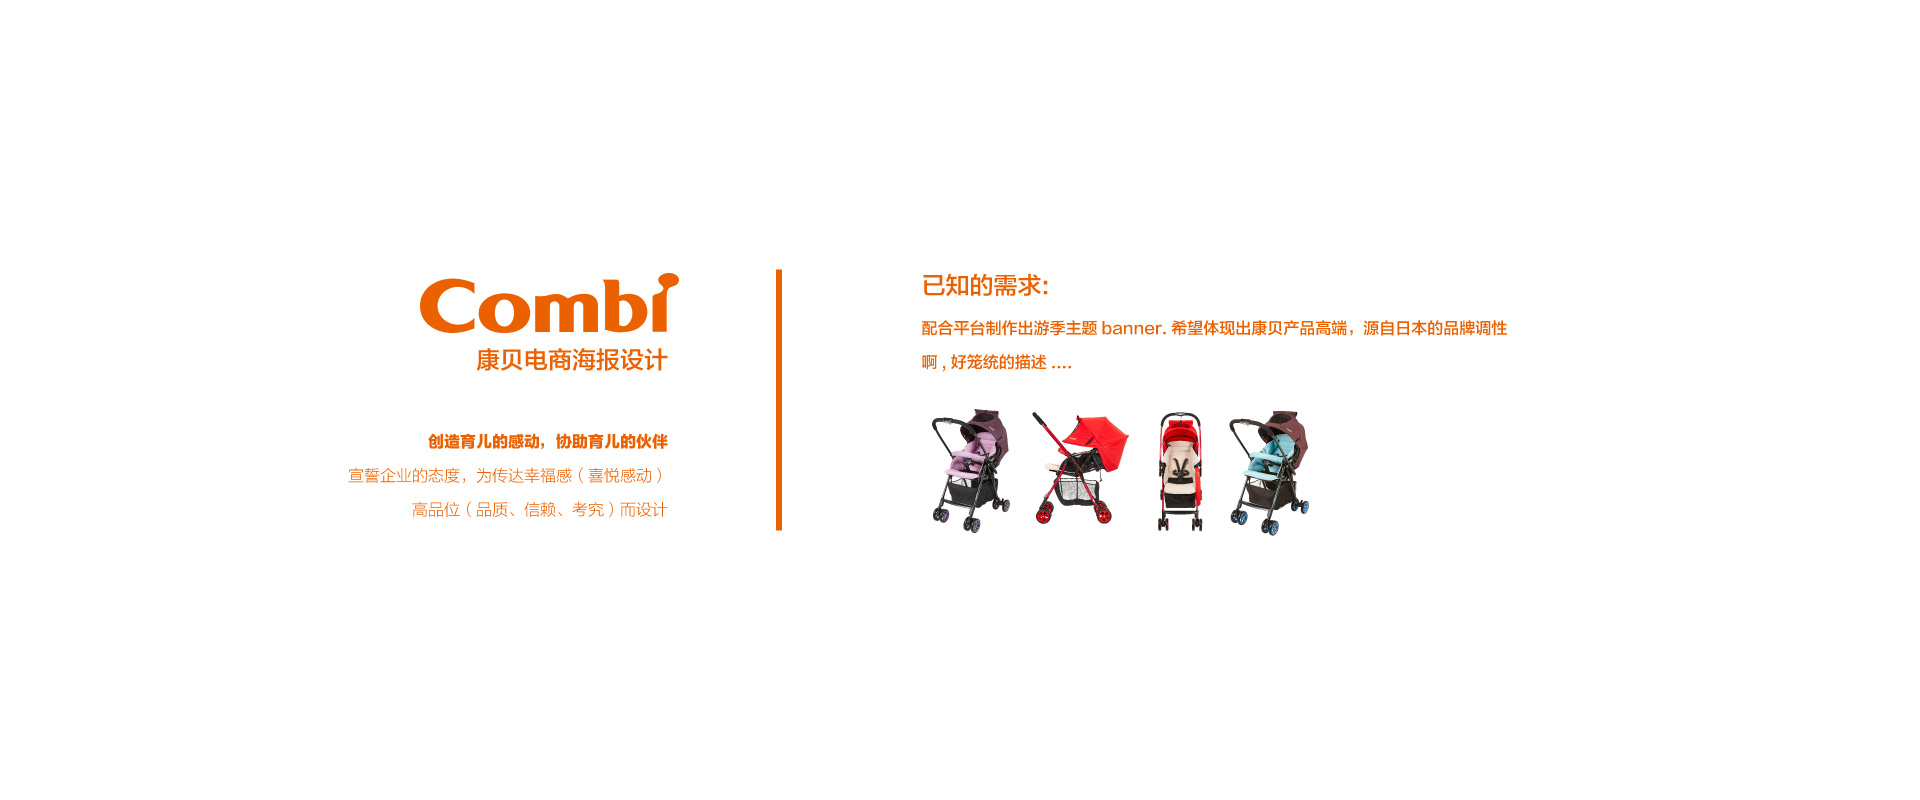 Combi
康贝电商海报设计
创造育儿的感动，协助育儿的伙伴
宣誓企业的态度，为传达幸福感（喜悦感动）
高品位（品质、信赖、考究）而设计
已知的需求:
配合平台制作出游季主题 banner. 希望体现出康贝产品高端，源自日本的品牌调性
啊 , 好笼统的描述 ....